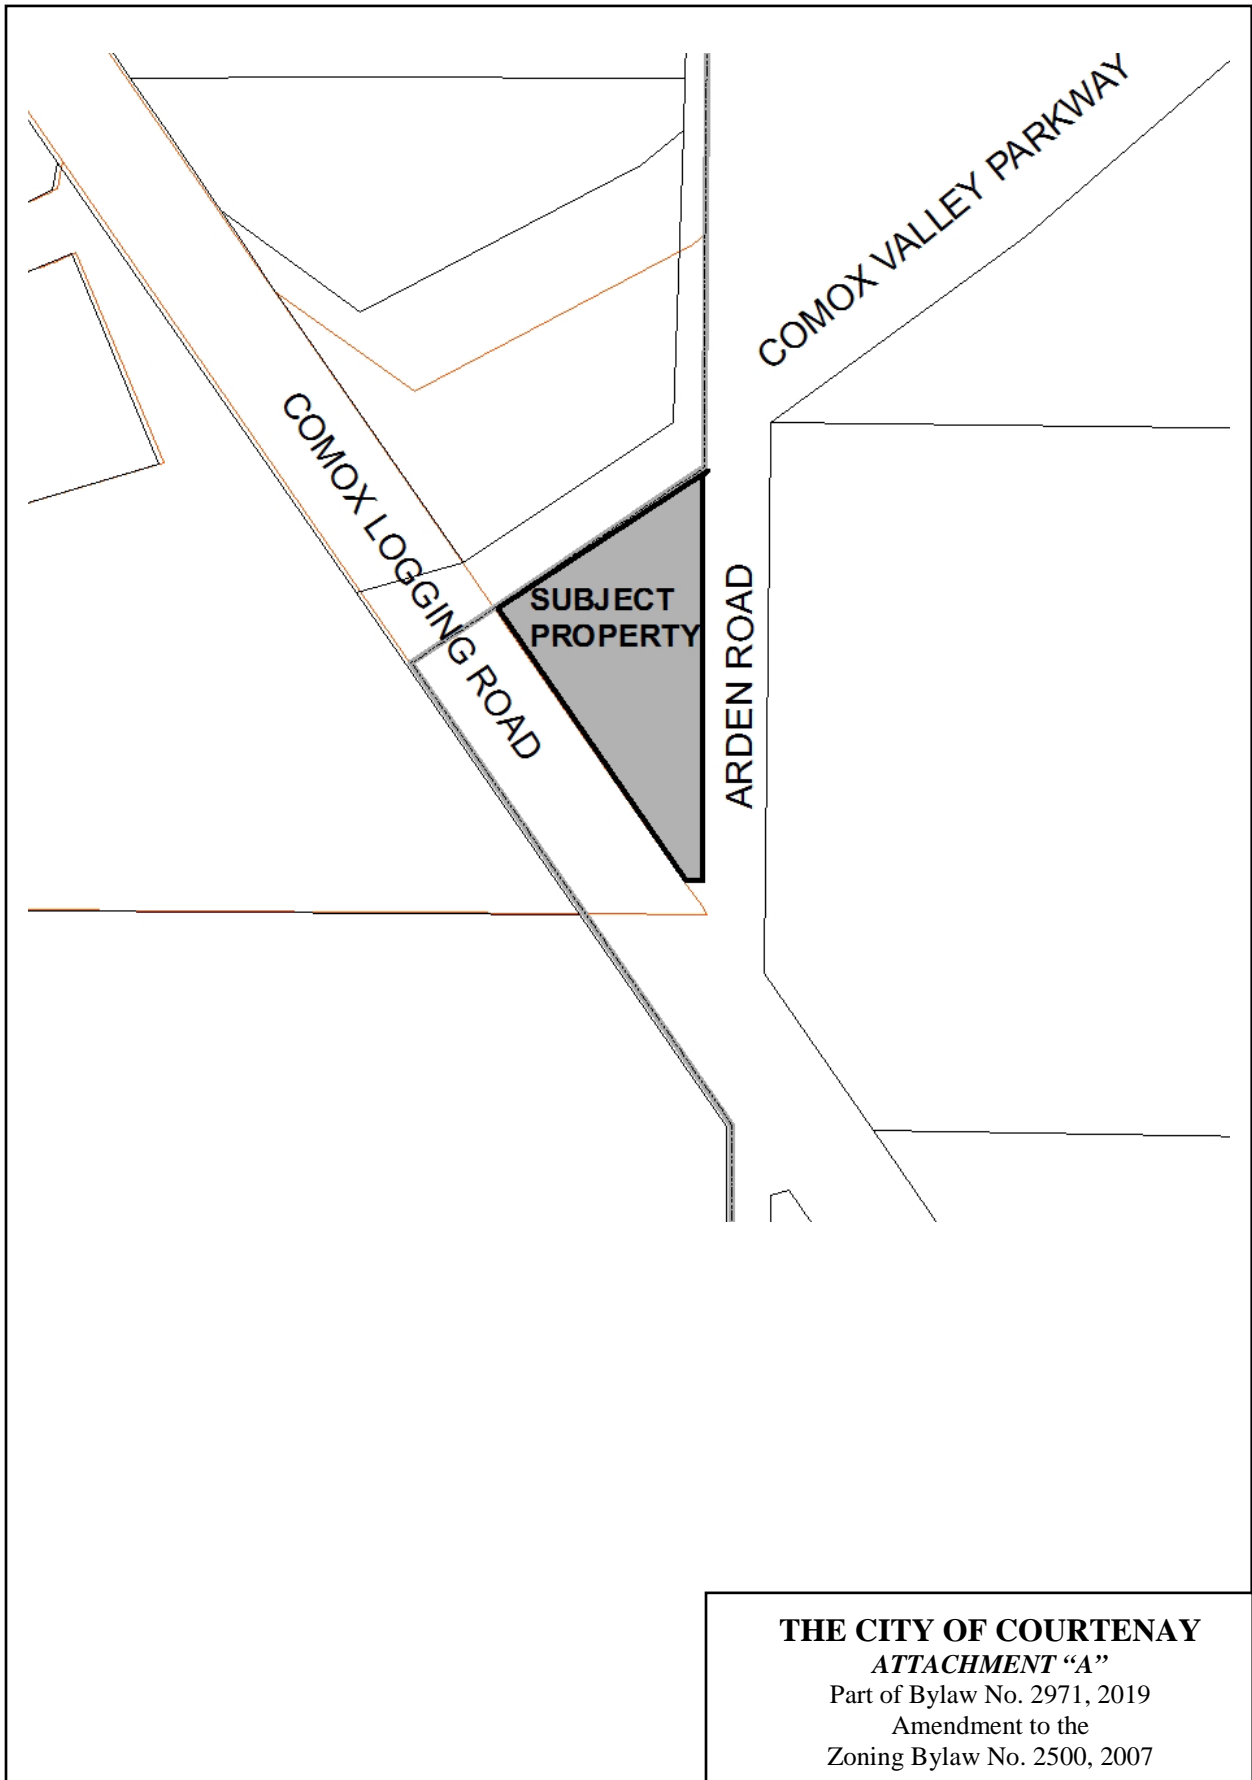 COMOX VALLEY PARKWAY
COMOX LOGGING ROAD
SUBJECT
PROPERTY
ARDEN ROAD
THE CITY OF COURTENAY
ATTACHMENT “A”
Part of Bylaw No. 2971, 2019
Amendment to the
Zoning Bylaw No. 2500, 2007